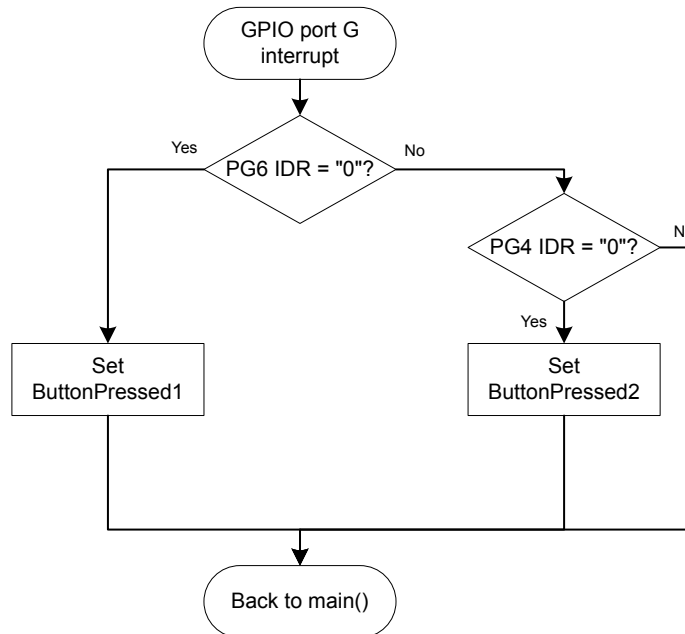 GPIO port G
interrupt
Yes
No
PG6 IDR = "0"?
PG4 IDR = "0"?
N
Yes
Set
ButtonPressed1
Set
ButtonPressed2
Back to main()